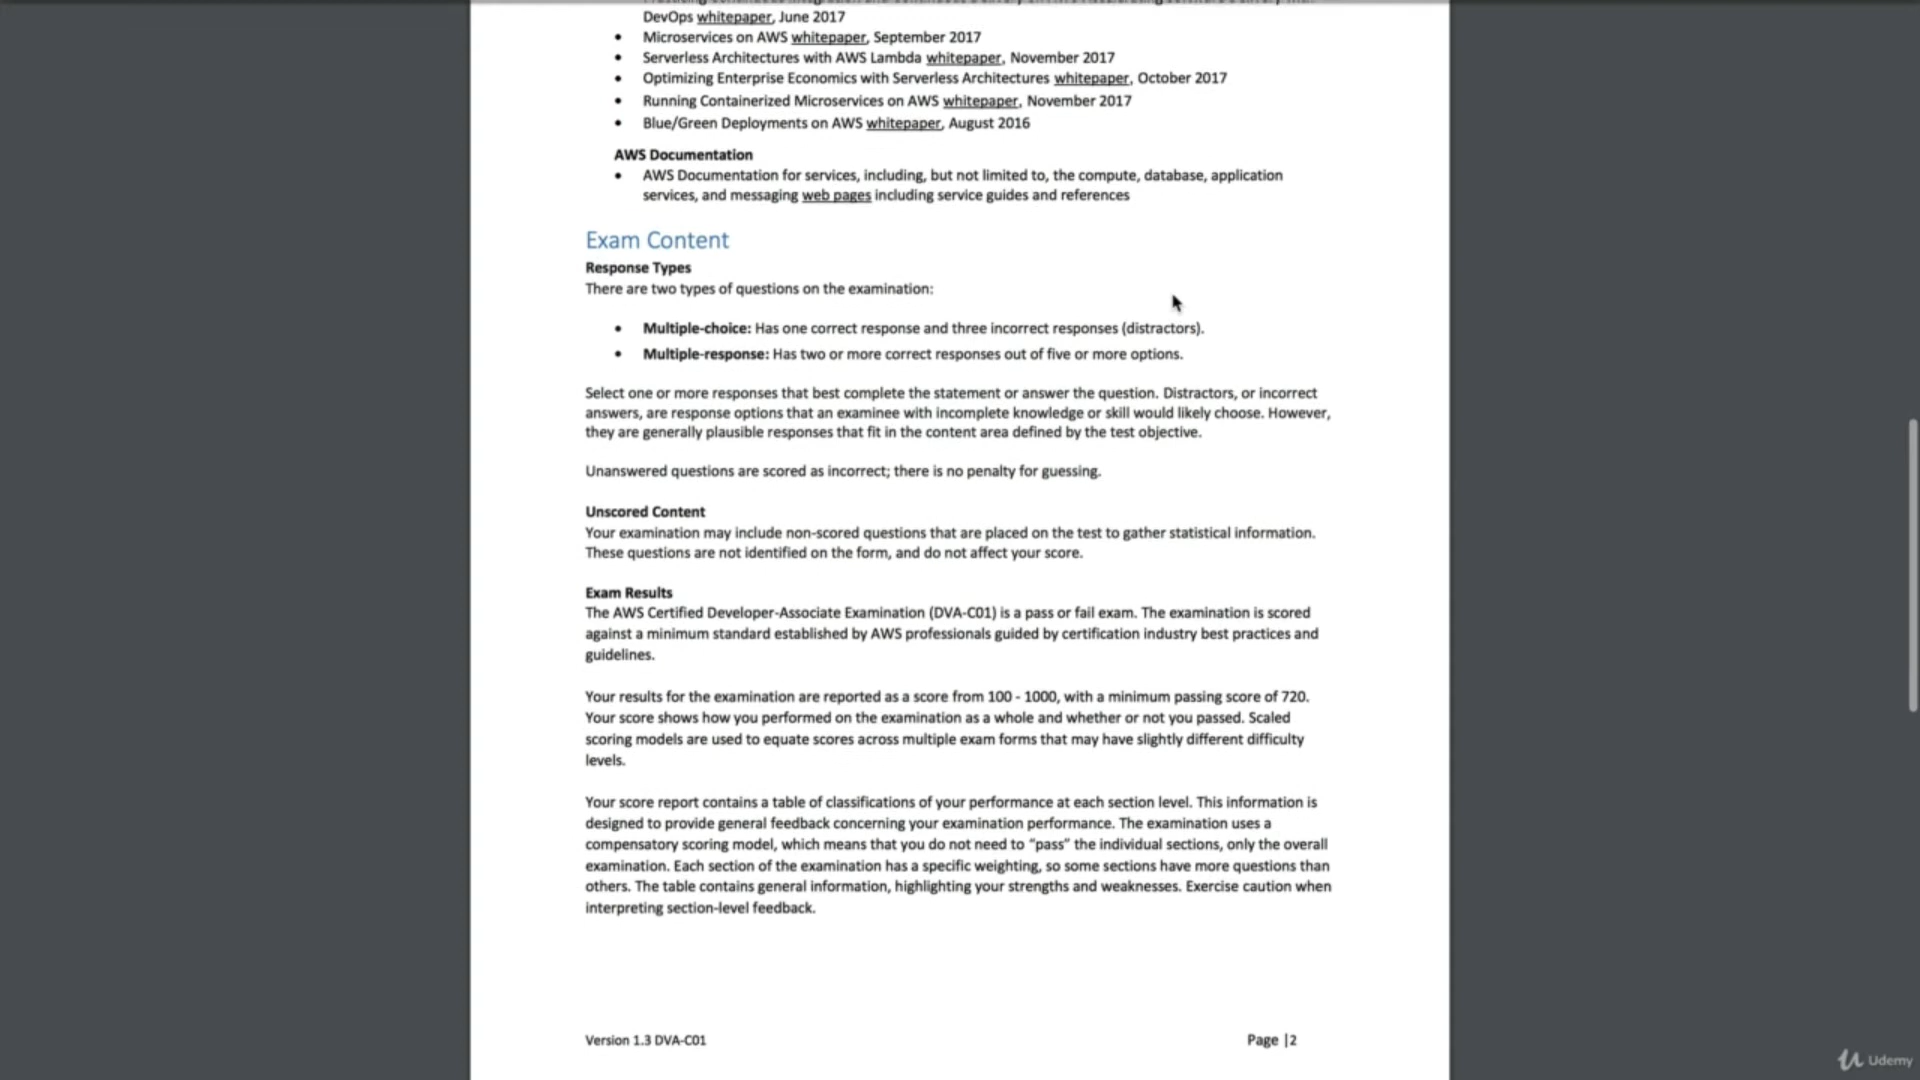 DevOps whitepaper, June 2017
• Microservices on AWS whitepaper, September 2017
• Serverless Architectures with AWS Lambda whitepaper, November 2017
• Optimizing Enterprise Economics with Serverless Architectures whitepaper, October 2017
• Running Containerized Microservices on AWS whitepaper, November 2017
• Blue/Green Deployments on AWS whitepaper, August 2016
AWS Documentation
• AWS Documentation for services, including, but not limited to, the compute, database, application
services, and messaging web pages including service guides and references
Exam Content
Response Types
There are two types of questions on the examination:
• Multiple-choice: Has one correct response and three incorrect responses (distractors).
• Multiple-response: Has two or more correct responses out of five or more options.
Select one or more responses that best complete the statement or answer the question. Distractors, or incorrect
answers, are response options that an examinee with incomplete knowledge or skill would likely choose. However,
they are generally plausible responses that fit in the content area defined by the test objective.
Unanswered questions are scored as incorrect; there is no penalty for guessing.
Unscored Content
Your examination may include non-scored questions that are placed on the test to gather statistical information.
These questions are not identified on the form, and do not affect your score.
Exam Results
The AWS Certified Developer-Associate Examination (DVA-C01) is a pass or fail exam. The examination is scored
against a minimum standard established by AWS professionals guided by certification industry best practices and
guidelines.
Your results for the examination are reported as a score from 100 - 1000, with a minimum passing score of 720.
Your score shows how you performed on the examination as a whole and whether or not you passed. Scaled
scoring models are used to equate scores across multiple exam forms that may have slightly different difficulty
levels.
Your score report contains a table of classifications of your performance at each section level. This information is
designed to provide general feedback concerning your examination performance. The examination uses a
compensatory scoring model, which means that you do not need to "pass" the individual sections, only the overall
examination. Each section of the examination has a specific weighting, so some sections have more questions than
others. The table contains general information, highlighting your strengths and weaknesses. Exercise caution when
interpreting section-level feedback.
Version 1.3 DVA-C01
Page |2
Udemy